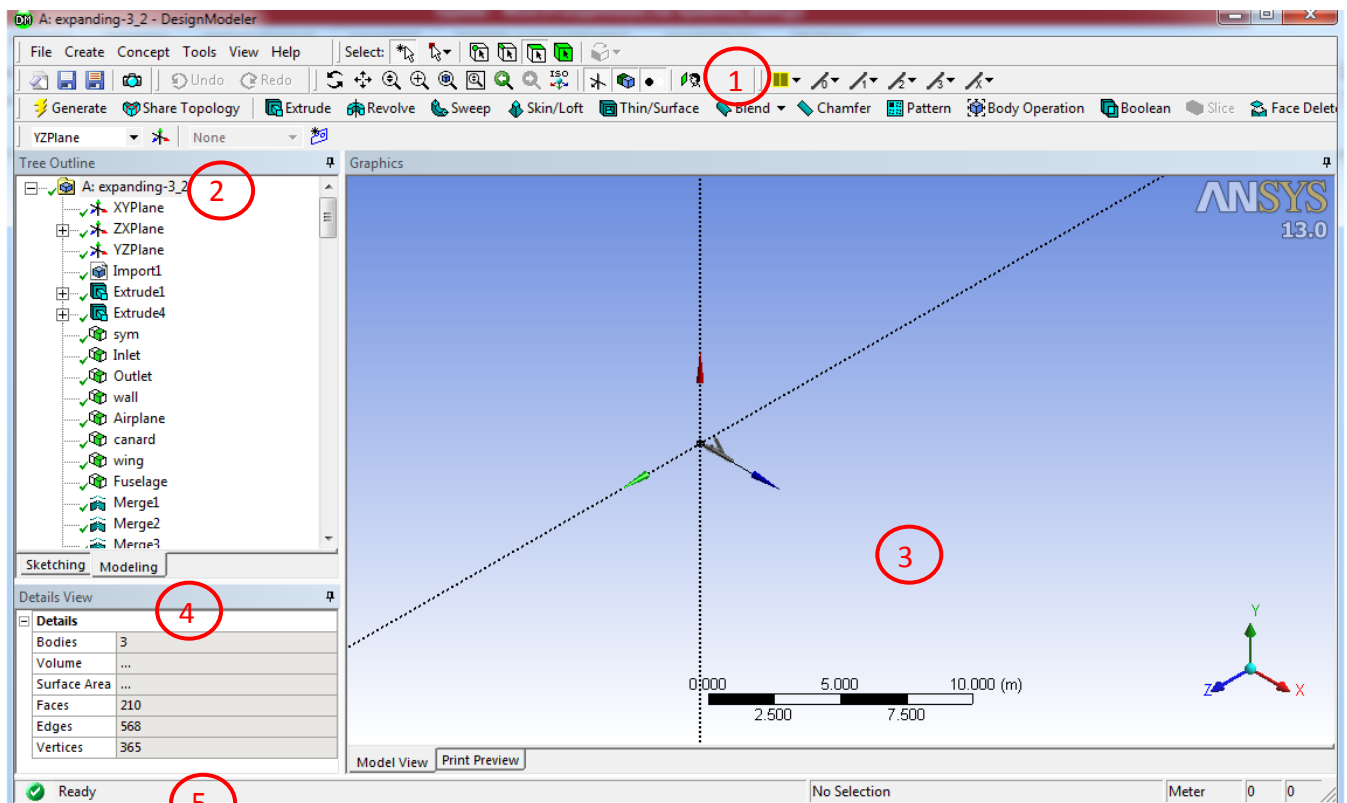 DM A: expanding-3_2 - DesignModeler
File Create Concept Tools View Help Select:
Undo Redo ISO 1
Generate Share Topology Extrude Revolve Sweep Skin/Loft Thin/Surface Blend Chamfer Pattern Body Operation Boolean Slice Face Delet
YZPlane None
Tree Outline
2
A: expanding-3_2
XYPlane
ZXPlane
YZPlane
Import1
Extrude1
Extrude4
sym
Inlet
Outlet
wall
Airplane
canard
wing
Fuselage
Merge1
Merge2
Merge3
Sketching Modeling
Details View
4
Details
Bodies 3
Volume ...
Surface Area ...
Faces 210
Edges 568
Vertices 365
Graphics
ANSYS
13.0
3
0.000 5.000 10.000 (m)
2.500 7.500
Y
Z X
Model View Print Preview
Ready 5 No Selection Meter 0 0